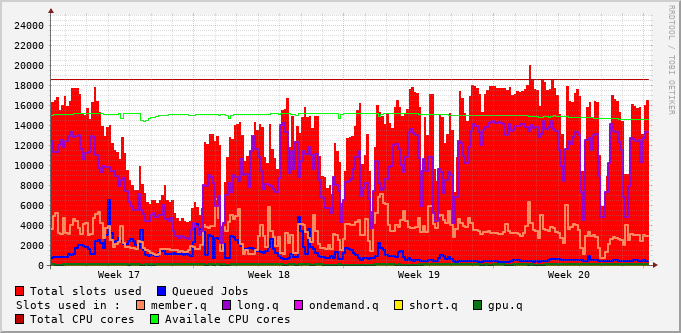 24000
22000
20000
18000
16000
14000
12000
10000
8000
6000
4000
2000
0
Week 17 Week 18 Week 19 Week 20
Total slots used Queued Jobs
Slots used in : member.q long.q ondemand.q short.q gpu.q
Total CPU cores Availale CPU cores
RRDTOOL / TOBI OETIKER